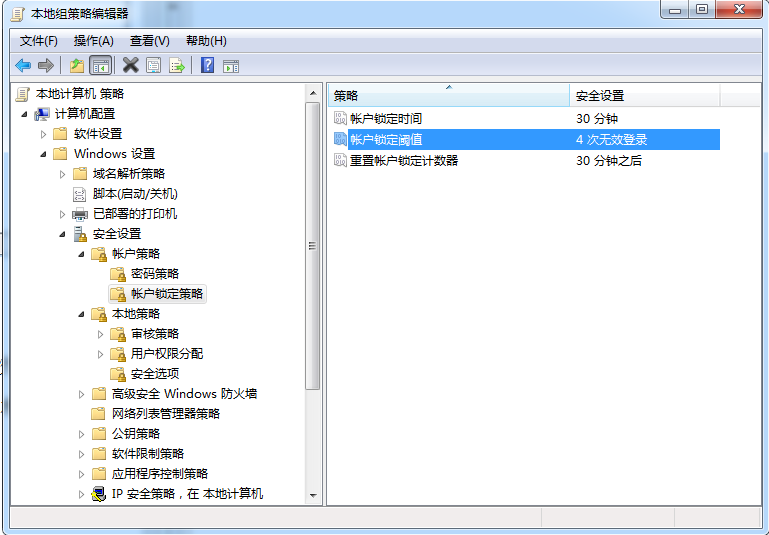 本地组策略编辑器
文件(F) 操作(A) 查看(V) 帮助(H)
本地计算机 策略
计算机配置
软件设置
Windows 设置
域名解析策略
脚本(启动/关机)
已部署的打印机
安全设置
帐户策略
密码策略
帐户锁定策略
本地策略
审核策略
用户权限分配
安全选项
高级安全 Windows 防火墙
网络列表管理器策略
公钥策略
软件限制策略
应用程序控制策略
IP 安全策略，在 本地计算机
策略 安全设置
帐户锁定时间 30 分钟
帐户锁定阈值 4 次无效登录
重置帐户锁定计数器 30 分钟之后